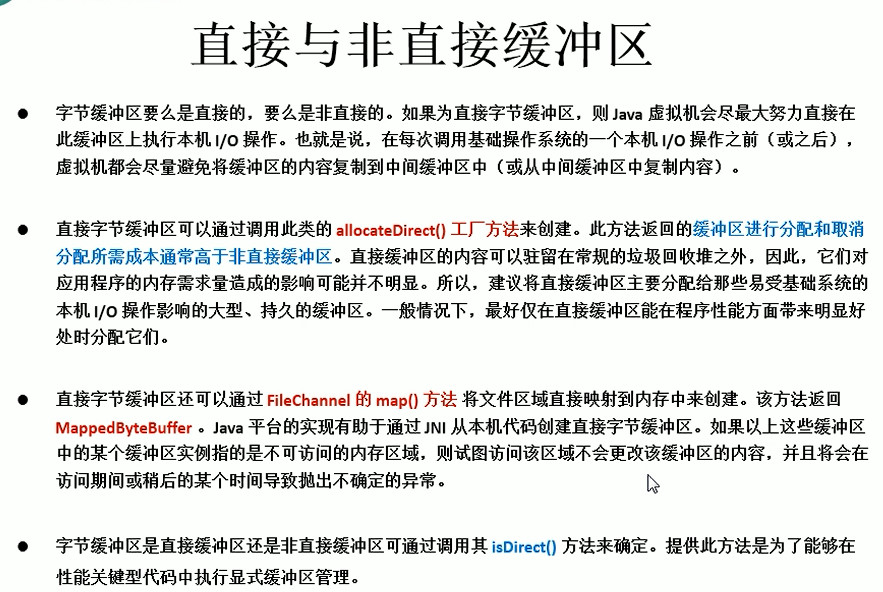 直接与非直接缓冲区
● 字节缓冲区要么是直接的，要么是非直接的。如果为直接字节缓冲区，则 Java 虚拟机会尽最大努力直接在
此缓冲区上执行本机 I/O 操作。也就是说，在每次调用基础操作系统的一个本机 I/O 操作之前（或之后），
虚拟机都会尽量避免将缓冲区的内容复制到中间缓冲区中（或从中间缓冲区中复制内容）。
● 直接字节缓冲区可以通过调用此类的 allocateDirect() 工厂方法来创建。此方法返回的缓冲区进行分配和取消
分配所需成本通常高于非直接缓冲区。直接缓冲区的内容可以驻留在常规的垃圾回收堆之外，因此，它们对
应用程序的内存需求量造成的影响可能并不明显。所以，建议将直接缓冲区主要分配给那些易受基础系统的
本机 I/O 操作影响的大型、持久的缓冲区。一般情况下，最好仅在直接缓冲区能在程序性能方面带来明显好
处时分配它们。
● 直接字节缓冲区还可以通过 FileChannel 的 map() 方法 将文件区域直接映射到内存中来创建。该方法返回
MappedByteBuffer 。Java 平台的实现有助于通过 JNI 从本机代码创建直接字节缓冲区。如果以上这些缓冲区
中的某个缓冲区实例指的是不可访问的内存区域，则试图访问该区域不会更改该缓冲区的内容，并且将会在
访问期间或稍后的某个时间导致抛出不确定的异常。
● 字节缓冲区是直接缓冲区还是非直接缓冲区可通过调用其 isDirect() 方法来确定。提供此方法是为了能够在
性能关键型代码中执行显式缓冲区管理。